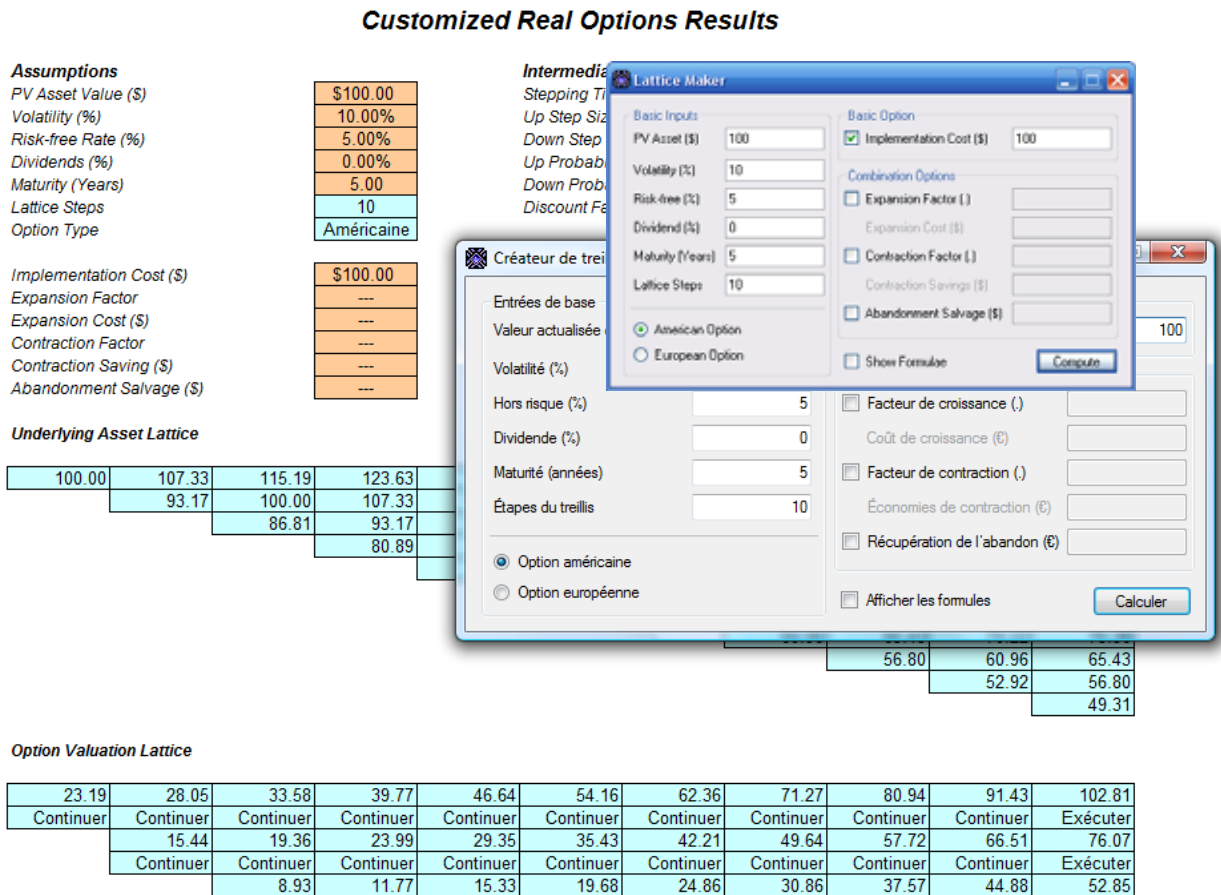 Customized Real Options Results
Assumptions
PV Asset Value ($) $100.00
Volatility (%) 10.00%
Risk-free Rate (%) 5.00%
Dividends (%) 0.00%
Maturity (Years) 5.00
Lattice Steps 10
Option Type Américaine
Implementation Cost ($) $100.00
Expansion Factor ---
Expansion Cost ($) ---
Contraction Factor ---
Contraction Saving ($) ---
Abandonment Salvage ($) ---
Stepping
Up Step
Down Step
Up
Down
Discount
Lattice Maker
Basic Inputs
PV Asset ($) 100
Volatility (%) 10
Risk-free (%) 5
Dividend (%) 0
Maturity (Years) 5
Lattice Steps 10
American Option
European Option
Basic Option
Implementation Cost ($) 100
Combination Options
Expansion Factor (.)
Expansion Cost ($)
Contraction Factor (.)
Contraction Savings ($)
Abandonment Salvage ($)
Show Formulae
Compute
Créateur de
Entrées de base
Valeur actualisée
100
Volatilité (%)
Hors risque (%) 5
Dividende (%) 0
Maturité (années) 5
Étapes du treillis 10
Option américaine
Option européenne
Facteur de croissance (.)
Coût de croissance (€)
Facteur de contraction (.)
Économies de contraction (€)
Récupération de l'abandon (€)
Afficher les formules
Calculer
Underlying Asset Lattice
100.00 107.33 115.19 123.63
93.17 100.00 107.33
86.81 93.17
80.89
56.80 60.96 65.43
52.92 56.80
49.31
Option Valuation Lattice
23.19 28.05 33.58 39.77 46.64 54.16 62.36 71.27 80.94 91.43 102.81
Continuer Continuer Continuer Continuer Continuer Continuer Continuer Continuer Continuer Continuer Exécuter
15.44 19.36 23.99 29.35 35.43 42.21 49.64 57.72 66.51 76.07
Continuer Continuer Continuer Continuer Continuer Continuer Continuer Continuer Continuer Exécuter
8.93 11.77 15.33 19.68 24.86 30.86 37.57 44.88 52.85